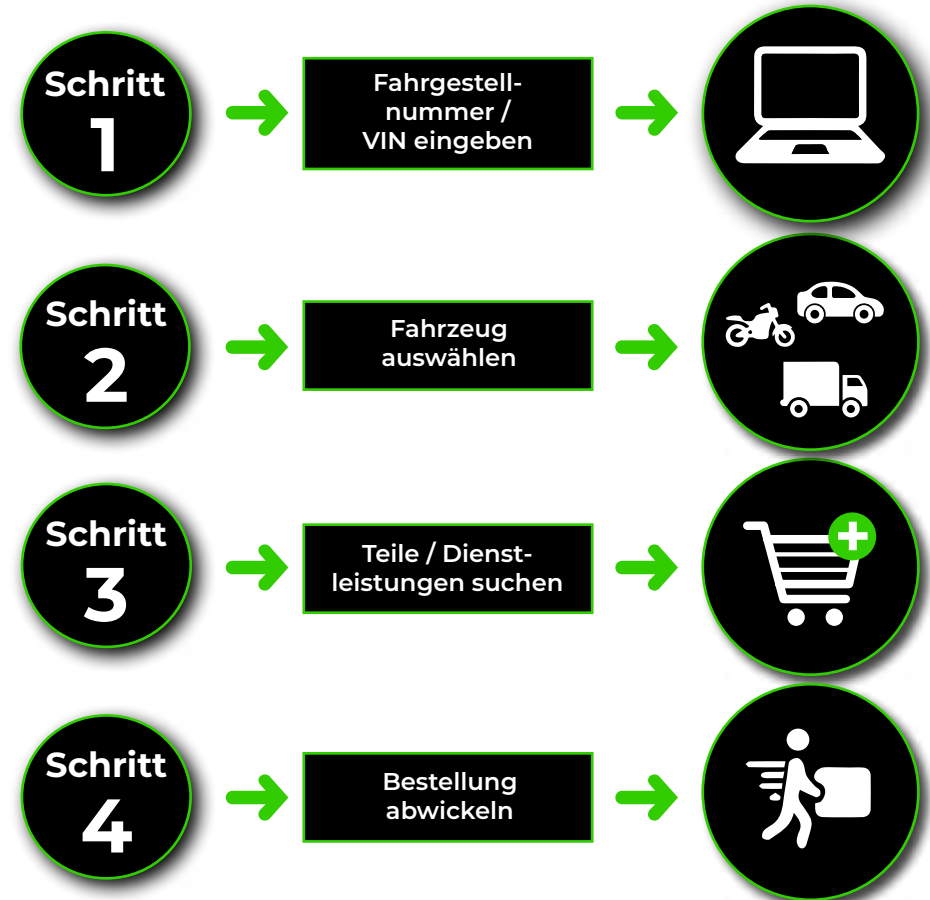 Schritt
1
Fahrgestell-
nummer /
VIN eingeben
Schritt
2
Fahrzeug
auswählen
Schritt
3
Teile / Dienst-
leistungen suchen
Schritt
4
Bestellung
abwickeln